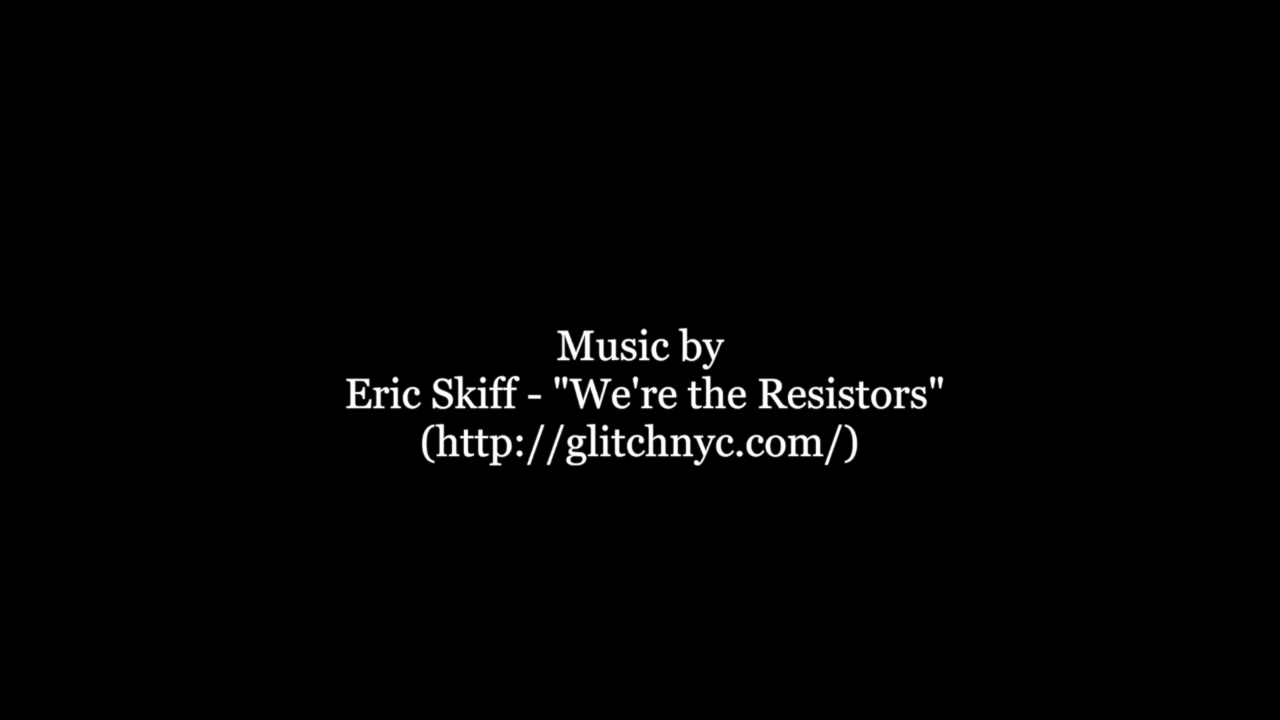 Music by
Eric Skiff - "We're the Resistors"
(http://glitchnyc.com/)